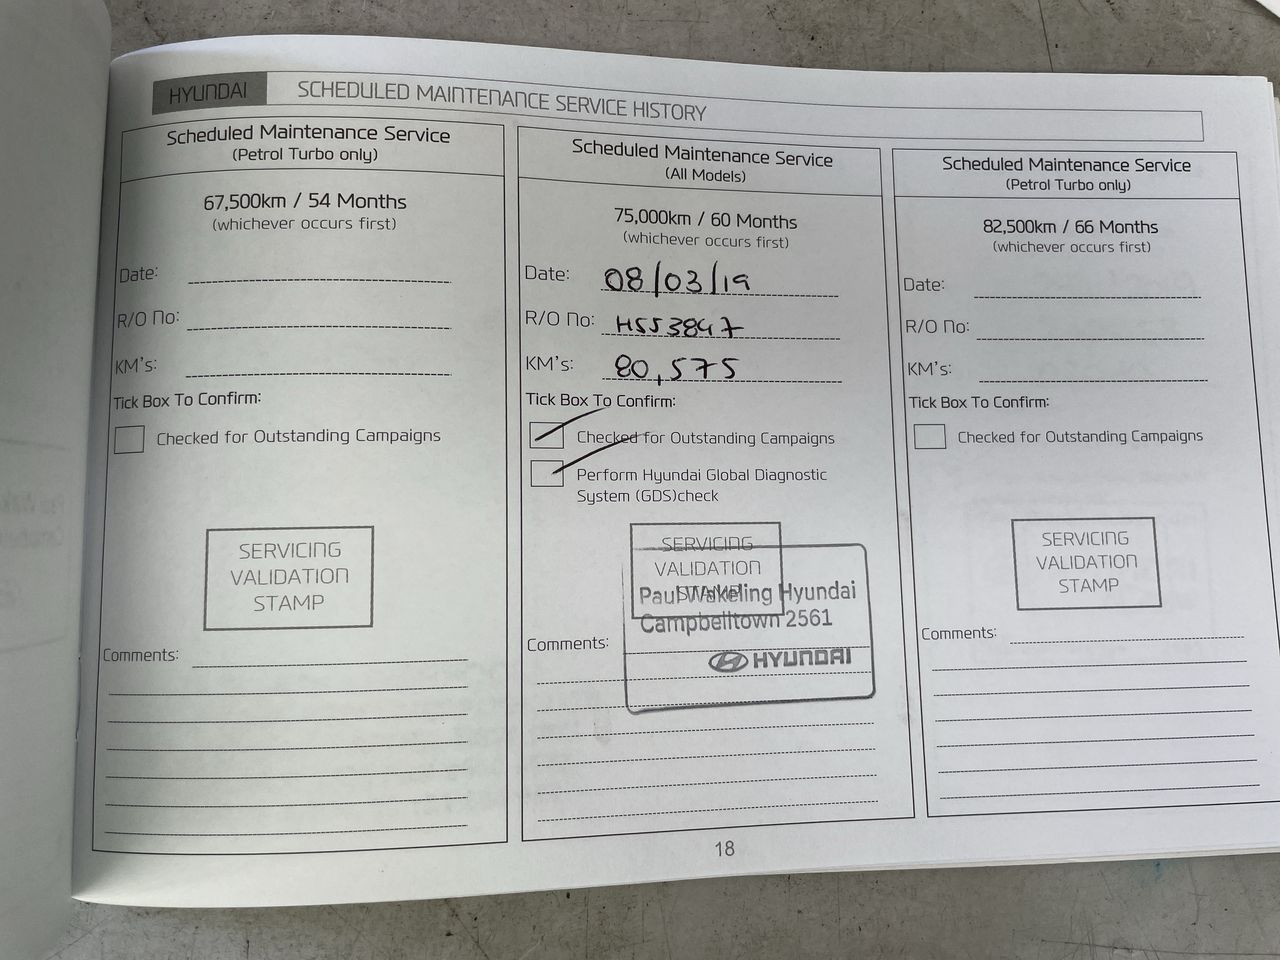 HYUNDAI
SCHEDULED MAINTENANCE SERVICE HISTORY
Scheduled Maintenance Service
(Petrol Turbo only)
67,500km / 54 Months
(whichever occurs first)
Date:
R/O No:
KM's:
Tick Box To Confirm:
Checked for Outstanding Campaigns
SERVICING
VALIDATION
STAMP
Comments:
Scheduled Maintenance Service
(All Models)
75,000km / 60 Months
(whichever occurs first)
Date: 08/03/19
R/O No: HSS3847
KM's: 80,575
Tick Box To Confirm:
Checked for Outstanding Campaigns
Perform Hyundai Global Diagnostic
System (GDS)check
SERVICING
VALIDATION
STAMP
Paul Wakeling Hyundai
Campbelltown 2561
HYUNDAI
Comments:
Scheduled Maintenance Service
(Petrol Turbo only)
82,500km / 66 Months
(whichever occurs first)
Date:
R/O No:
KM's:
Tick Box To Confirm:
Checked for Outstanding Campaigns
SERVICING
VALIDATION
STAMP
Comments:
18